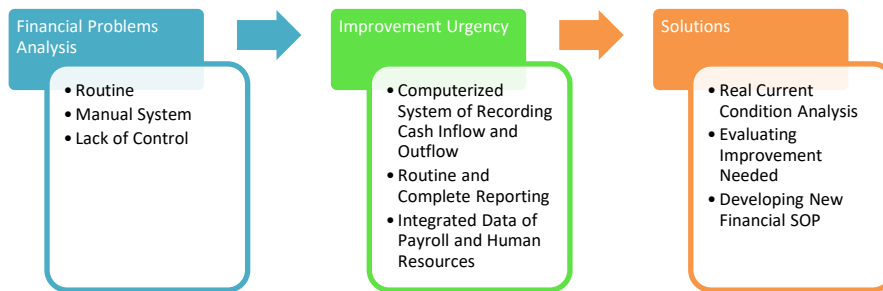 Financial Problems
Analysis
• Routine
• Manual System
• Lack of Control
Improvement Urgency
• Computerized
System of Recording
Cash Inflow and
Outflow
• Routine and
Complete Reporting
• Integrated Data of
Payroll and Human
Resources
Solutions
• Real Current
Condition Analysis
• Evaluating
Improvement
Needed
• Developing New
Financial SOP